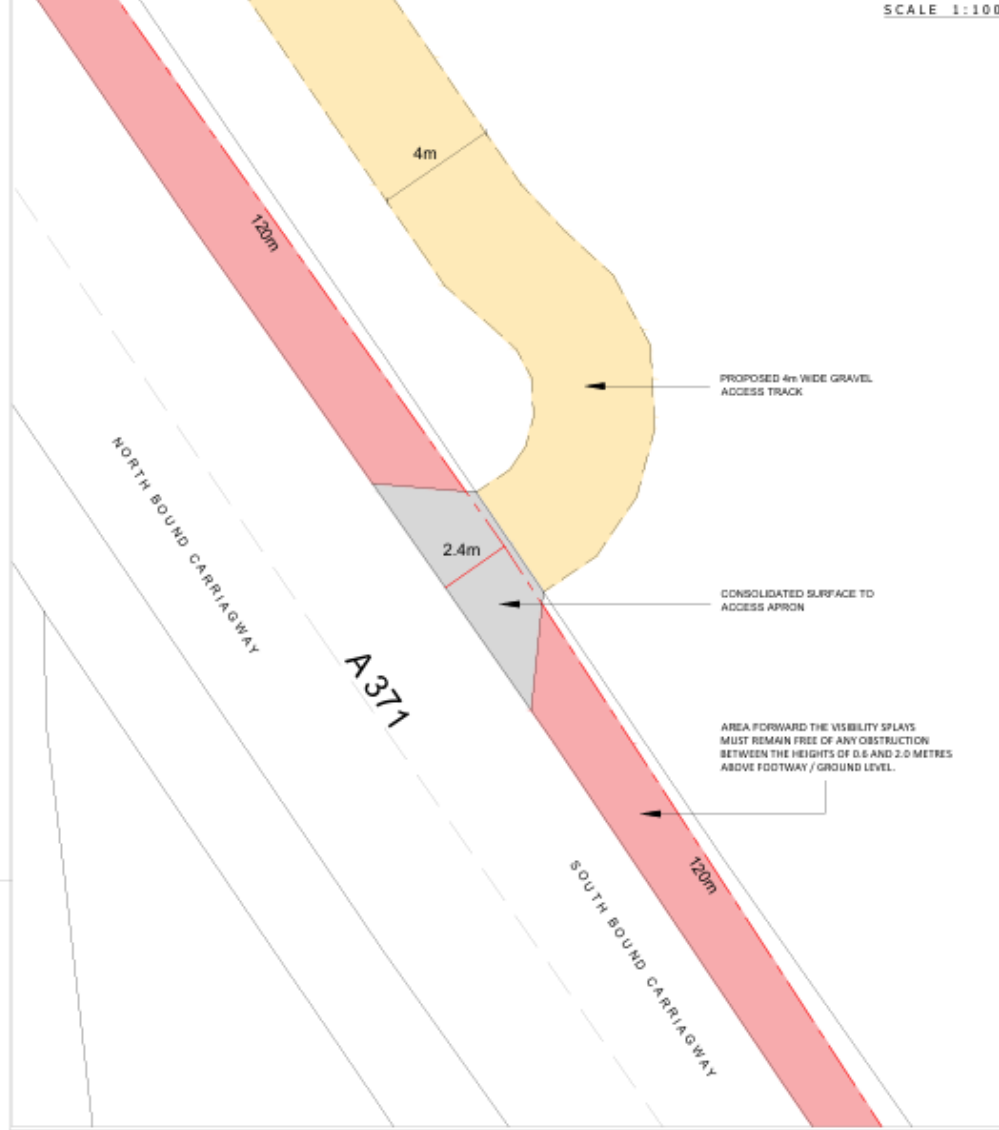 SCALE 1:100
4m
120m
PROPOSED 4m WIDE GRAVEL
ACCESS TRACK
NORTH BOUND CARRIAGWAY
2.4m
CONSOLIDATED SURFACE TO
ACCESS APRON
A371
AREA FORWARD THE VISIBILITY SPLAYS
MUST REMAIN FREE OF ANY OBSTRUCTION
BETWEEN THE HEIGHTS OF 0.6 AND 2.0 METRES
ABOVE FOOTWAY / GROUND LEVEL.
120m
SOUTH BOUND CARRIAGWAY